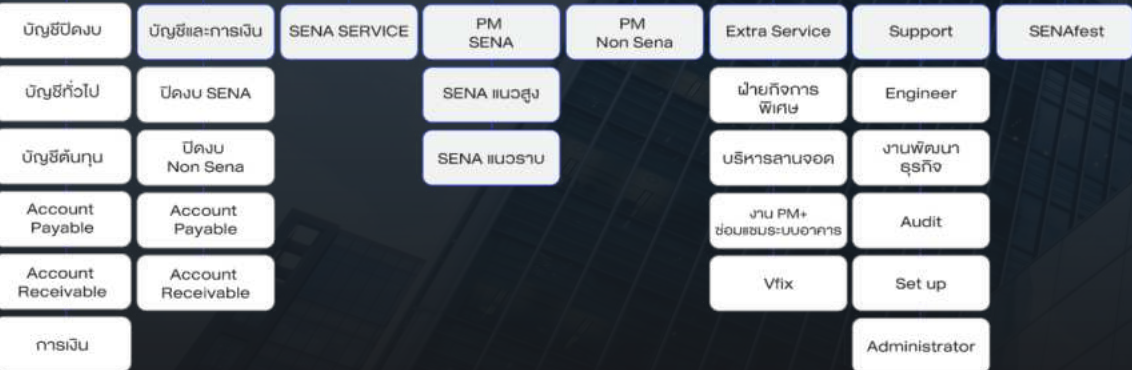 บัญชีปิดงบ
บัญชีและการเงิน
SENA SERVICE
PM
SENA
PM
Non Sena
Extra Service
Support
SENAfest
บัญชีทั่วไป
ปิดงบ SENA
SENA แนวสูง
ฝ่ายกิจการ
พิเศษ
Engineer
บัญชีต้นทุน
ปิดงบ
Non Sena
SENA แนวราบ
บริหารลานจอด
งานพัฒนา
ธุรกิจ
Account
Payable
Account
Payable
งาน PM+
ซ่อมแซมระบบอาคาร
Audit
Account
Receivable
Account
Receivable
Vfix
Set up
การเงิน
Administrator